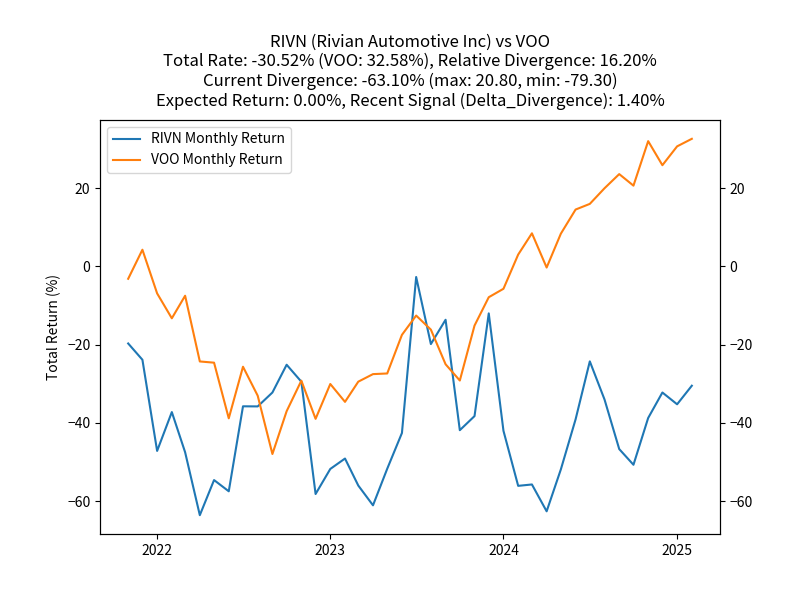 RIVN (Rivian Automotive Inc) vs VOO
Total Rate: -30.52% (VOO: 32.58%), Relative Divergence: 16.20%
Current Divergence: -63.10% (max: 20.80, min: -79.30)
Expected Return: 0.00%, Recent Signal (Delta_Divergence): 1.40%
RIVN Monthly Return
VOO Monthly Return
Total Return (%)
20
0
−20
−40
−60
20
0
−20
−40
−60
2022
2023
2024
2025